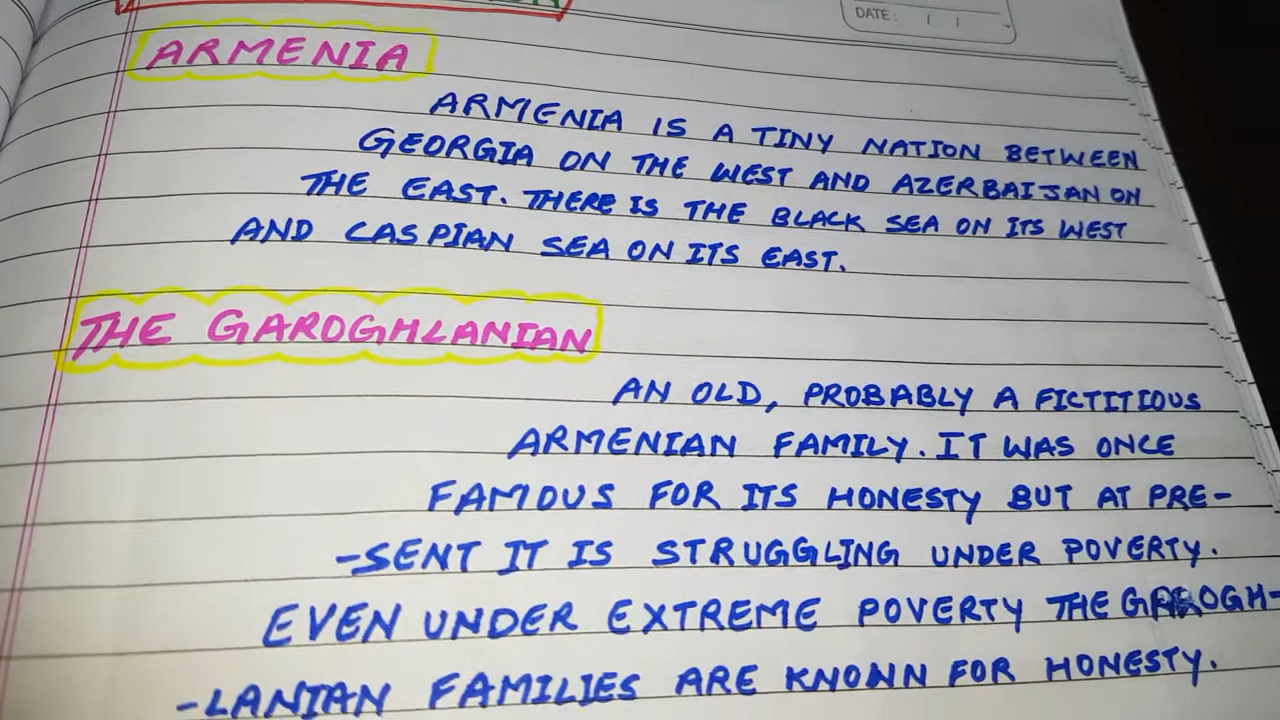 DATE: / /
ARMENIA
ARMENIA IS A TINY NATION BETWEEN
GEORGIA ON THE WEST AND AZERBAIJAN ON
THE EAST. THERE IS THE BLACK SEA ON ITS WEST
AND CASPIAN SEA ON ITS EAST.
THE GAROGHLANIAN
AN OLD, PROBABLY A FICTITIOUS
ARMENIAN FAMILY. IT WAS ONCE
FAMOUS FOR ITS HONESTY BUT AT PRE-
-SENT IT IS STRUGGLING UNDER POVERTY.
EVEN UNDER EXTREME POVERTY THE GAROGH-
-LANIAN FAMILIES ARE KNOWN FOR HONESTY.